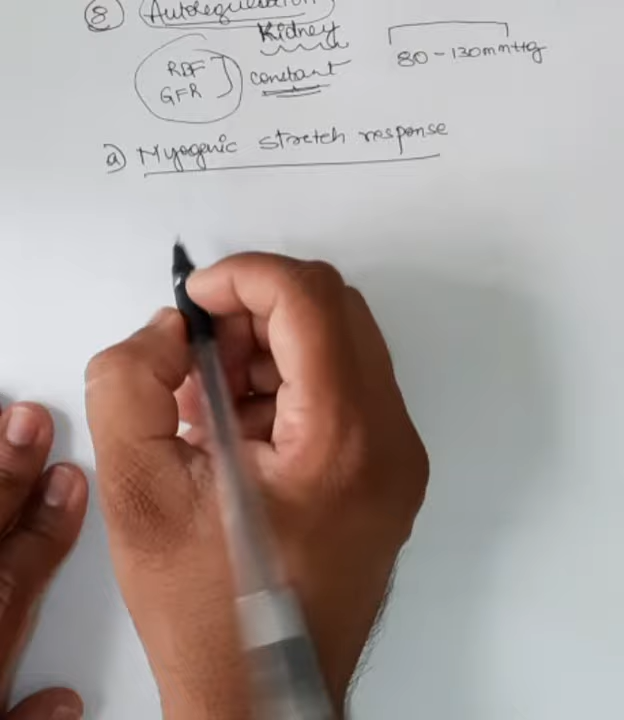 8 Autoregulation
Kidney
RBF
GFR
constant
80-130mmHg
a) Myogenic stretch response